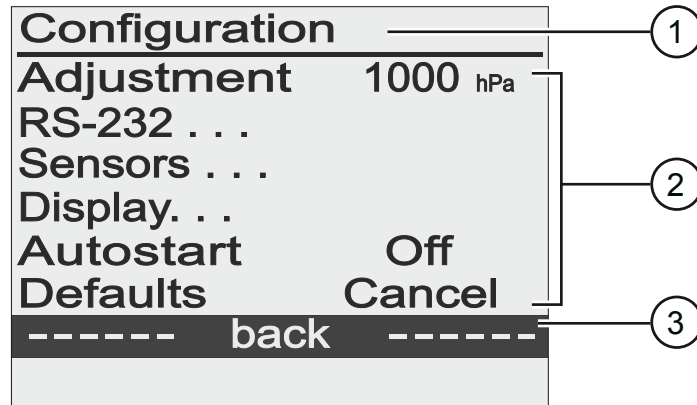 Configuration
1
Adjustment 1000 hPa
RS-232 . . .
Sensors . . .
2
Display. . .
Autostart Off
Defaults Cancel
------ back ------
3